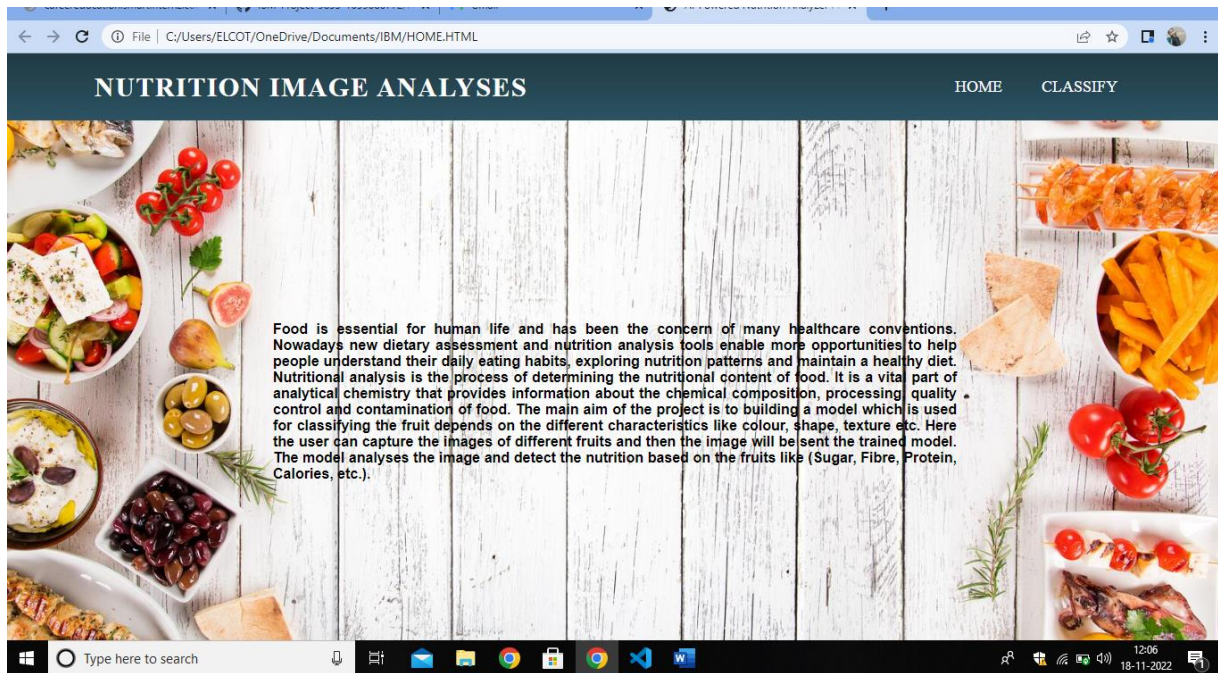 Gmail
File | C:/Users/ELCOT/OneDrive/Documents/IBM/HOME.HTML
NUTRITION IMAGE ANALYSES
HOME CLASSIFY
Food is essential for human life and has been the concern of many healthcare conventions.
Nowadays new dietary assessment and nutrition analysis tools enable more opportunities to help
people understand their daily eating habits, exploring nutrition patterns and maintain a healthy diet.
Nutritional analysis is the process of determining the nutritional content of food. It is a vital part of
analytical chemistry that provides information about the chemical composition, processing, quality
control and contamination of food. The main aim of the project is to building a model which is used
for classifying the fruit depends on the different characteristics like colour, shape, texture etc. Here
the user can capture the images of different fruits and then the image will be sent the trained model.
The model analyses the image and detect the nutrition based on the fruits like (Sugar, Fibre, Protein,
Calories, etc.).
Type here to search
12:06
18-11-2022
1